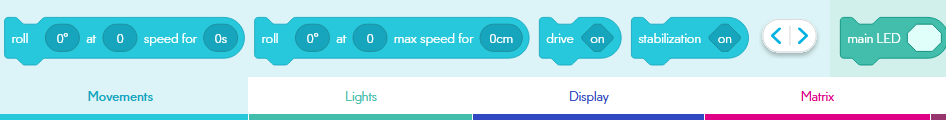 roll 0° at 0 speed for 0s roll 0° at 0 max speed for 0cm drive on stabilization on main LED
Movements Lights Display Matrix